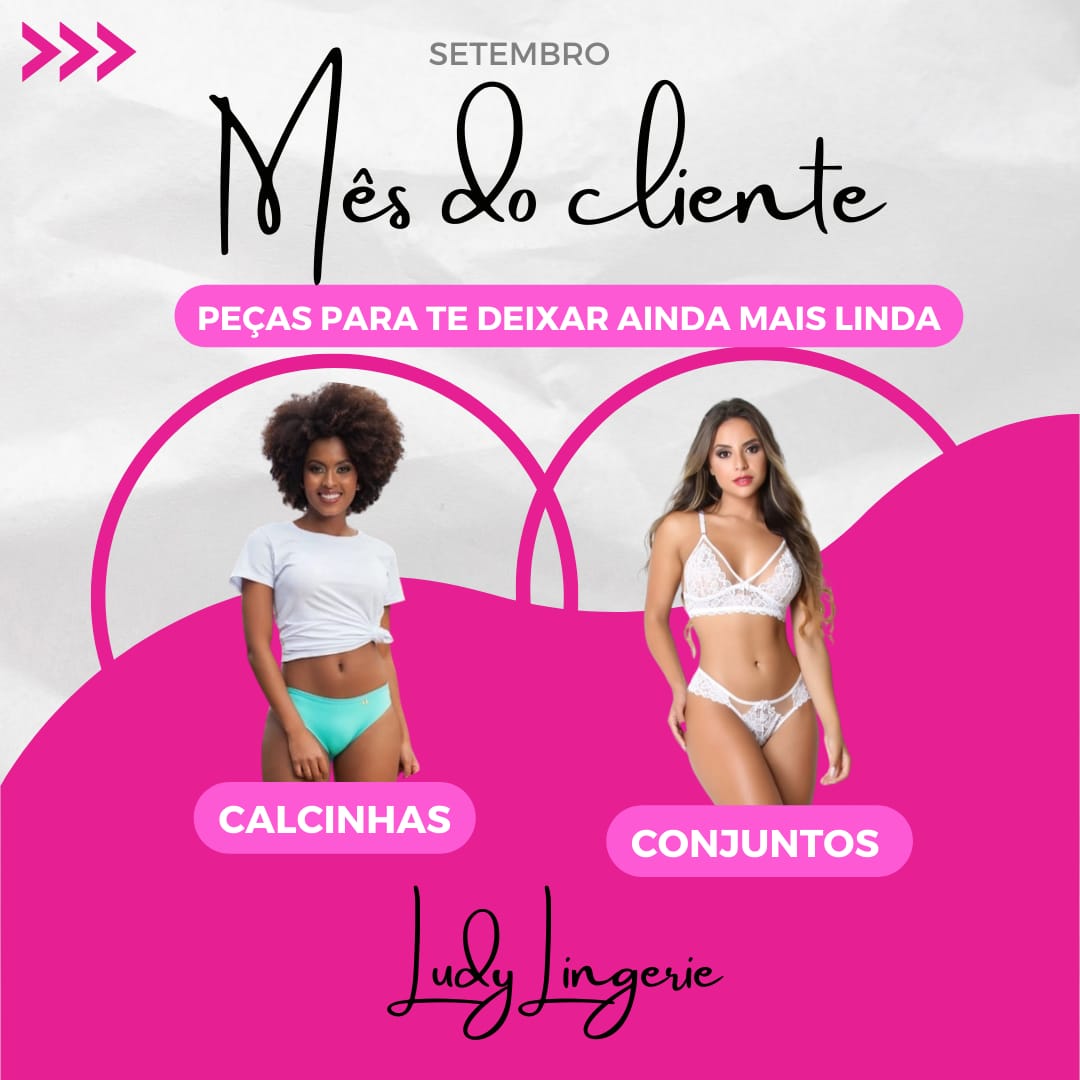 SETEMBRO
Mês do cliente
PEÇAS PARA TE DEIXAR AINDA MAIS LINDA
CALCINHAS
CONJUNTOS
Ludy Lingerie